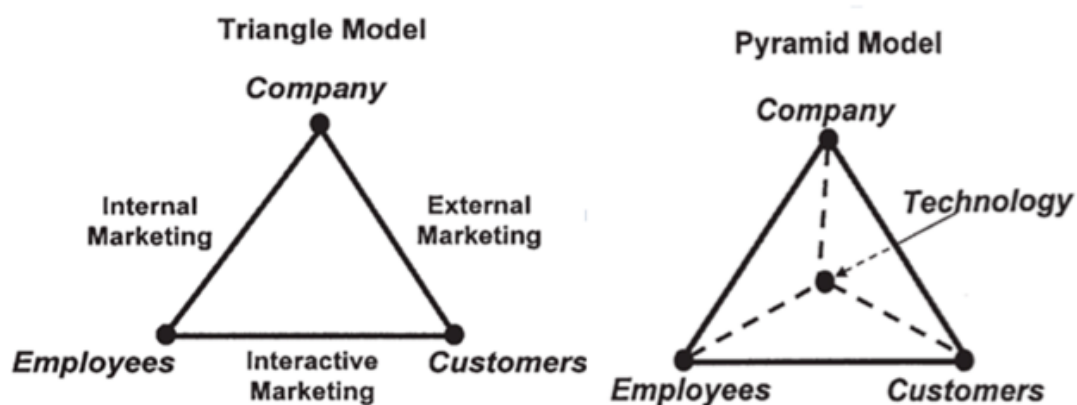 Triangle Model
Company
Internal
Marketing
External
Marketing
Employees
Interactive
Marketing
Customers
Pyramid Model
Company
Technology
Employees
Customers